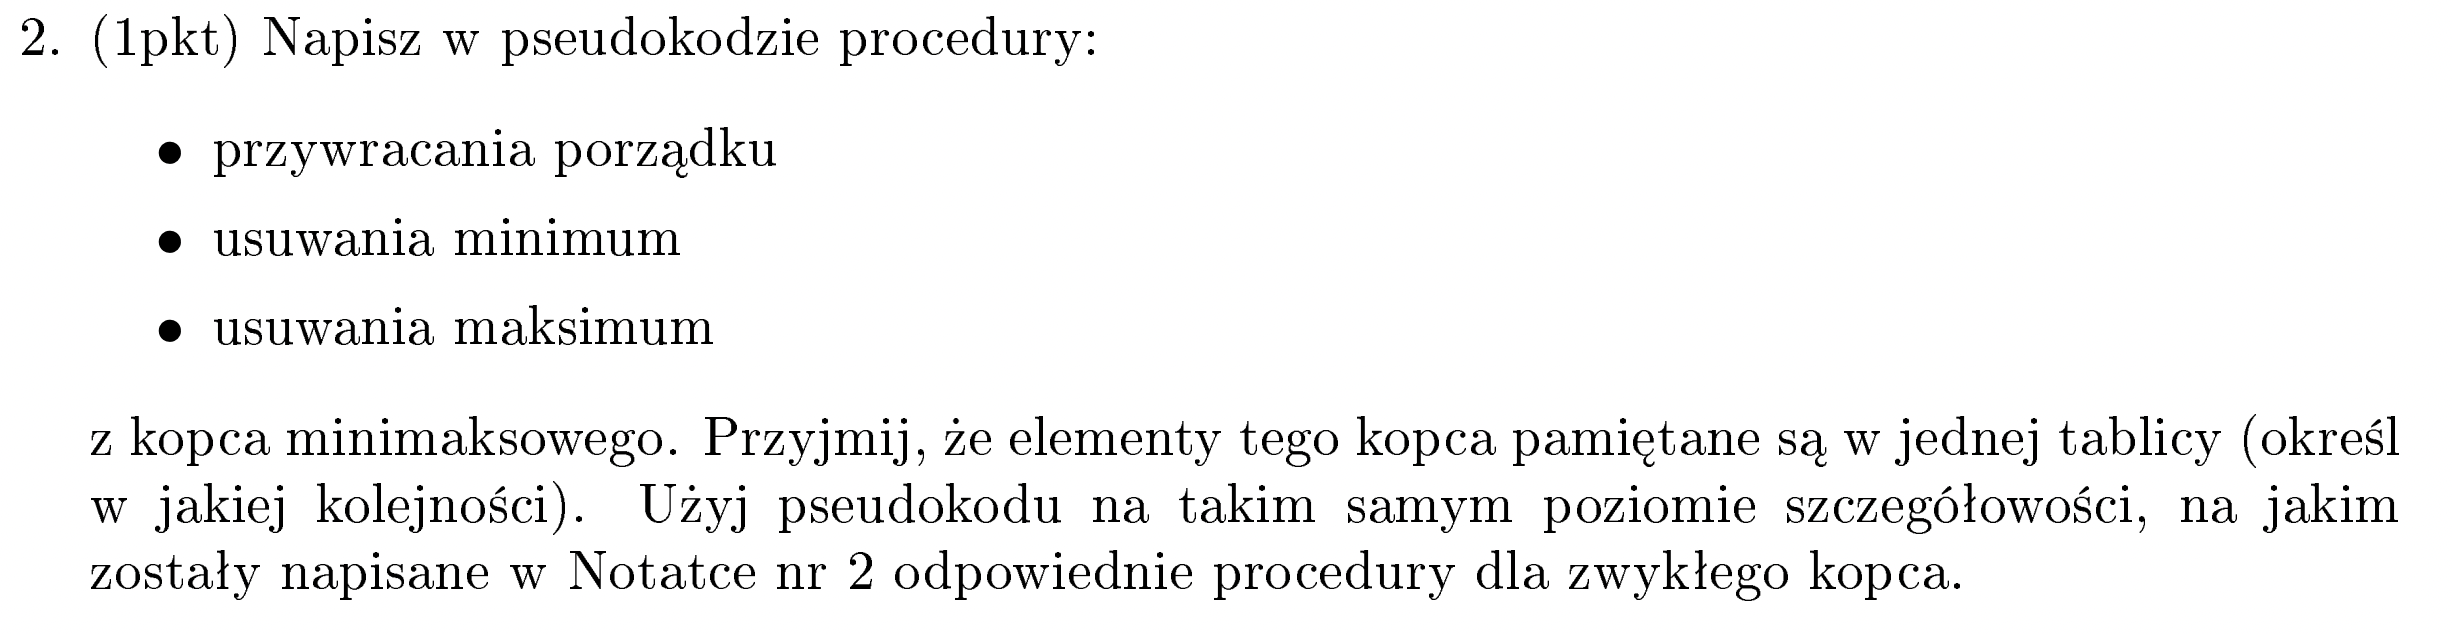 2. (1pkt) Napisz w pseudokodzie procedury:
• przywracania porządku
• usuwania minimum
• usuwania maksimum
z kopca minimaksowego. Przyjmij, że elementy tego kopca pamiętane są w jednej tablicy (określ
w jakiej kolejności). Użyj pseudokodu na takim samym poziomie szczegółowości, na jakim
zostały napisane w Notatce nr 2 odpowiednie procedury dla zwykłego kopca.